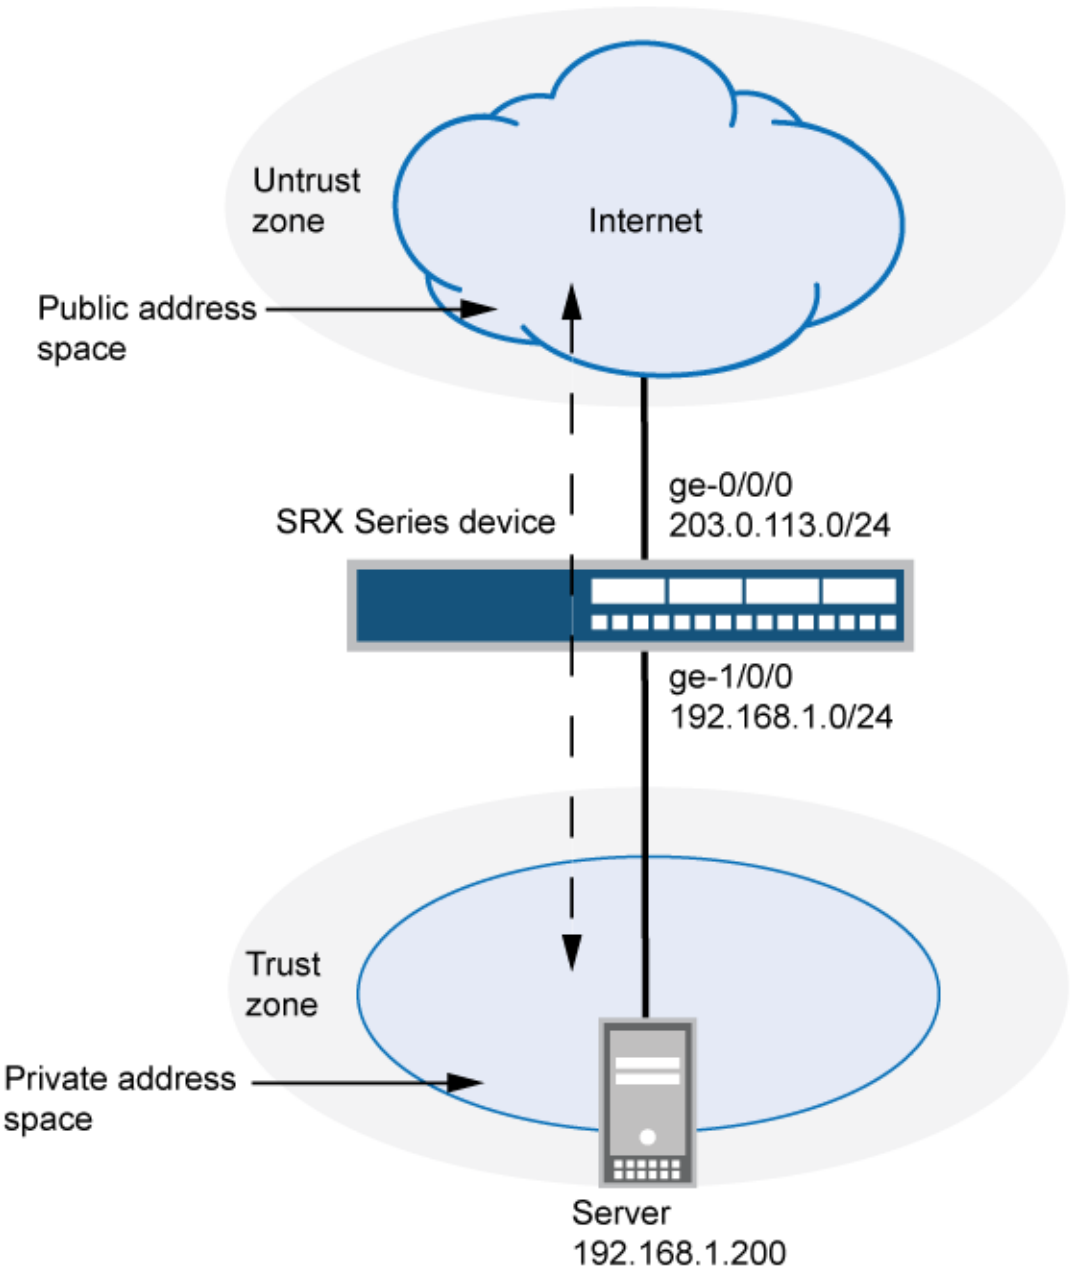 Untrust
zone
Internet
Public address
space
ge-0/0/0
203.0.113.0/24
SRX Series device
ge-1/0/0
192.168.1.0/24
Trust
zone
Private address
space
Server
192.168.1.200